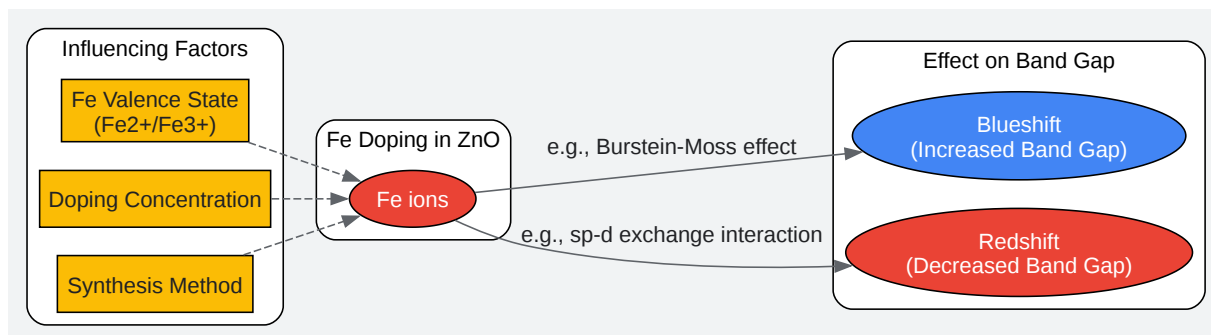 Influencing Factors
Fe Valence State
(Fe2+/Fe3+)
Doping Concentration
Synthesis Method
Fe Doping in ZnO
Fe ions
e.g., Burstein-Moss effect
e.g., sp-d exchange interaction
Effect on Band Gap
Blueshift
(Increased Band Gap)
Redshift
(Decreased Band Gap)